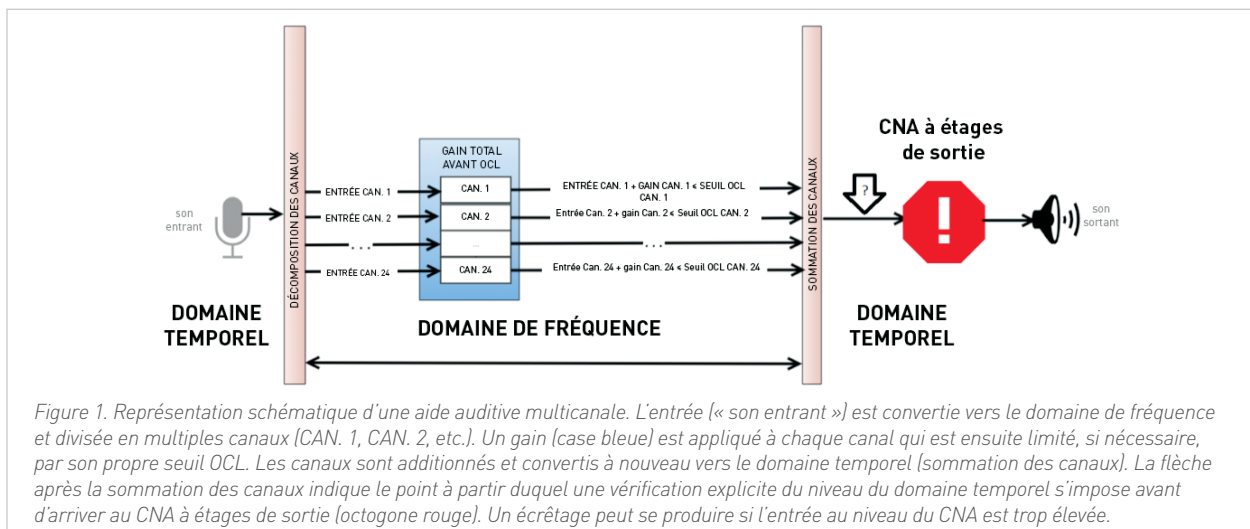 CNA à étages
de sortie
GAIN TOTAL
AVANT OCL
DÉCOMPOSITION DES CANAUX
SOMMATION DES CANAUX
ENTRÉE CAN. 1
CAN. 1
ENTRÉE CAN. 1 + GAIN CAN. 1 ≤ SEUIL OCL
CAN. 1
?
son
entrant
ENTRÉE CAN. 2
CAN. 2
Entrée Can. 2 + gain Can. 2 ≤ Seuil OCL CAN. 2
!
son
sortant
. . .
...
. . .
ENTRÉE CAN. 24
CAN. 24
Entrée Can. 24 + gain Can. 24 ≤ Seuil OCL CAN. 24
DOMAINE
TEMPOREL
DOMAINE DE FRÉQUENCE
DOMAINE
TEMPOREL
Figure 1. Représentation schématique d’une aide auditive multicanale. L’entrée (« son entrant ») est convertie vers le domaine de fréquence
et divisée en multiples canaux (CAN. 1, CAN. 2, etc.). Un gain (case bleue) est appliqué à chaque canal qui est ensuite limité, si nécessaire,
par son propre seuil OCL. Les canaux sont additionnés et convertis à nouveau vers le domaine temporel (sommation des canaux). La flèche
après la sommation des canaux indique le point à partir duquel une vérification explicite du niveau du domaine temporel s’impose avant
d’arriver au CNA à étages de sortie (octogone rouge). Un écrêtage peut se produire si l’entrée au niveau du CNA est trop élevée.